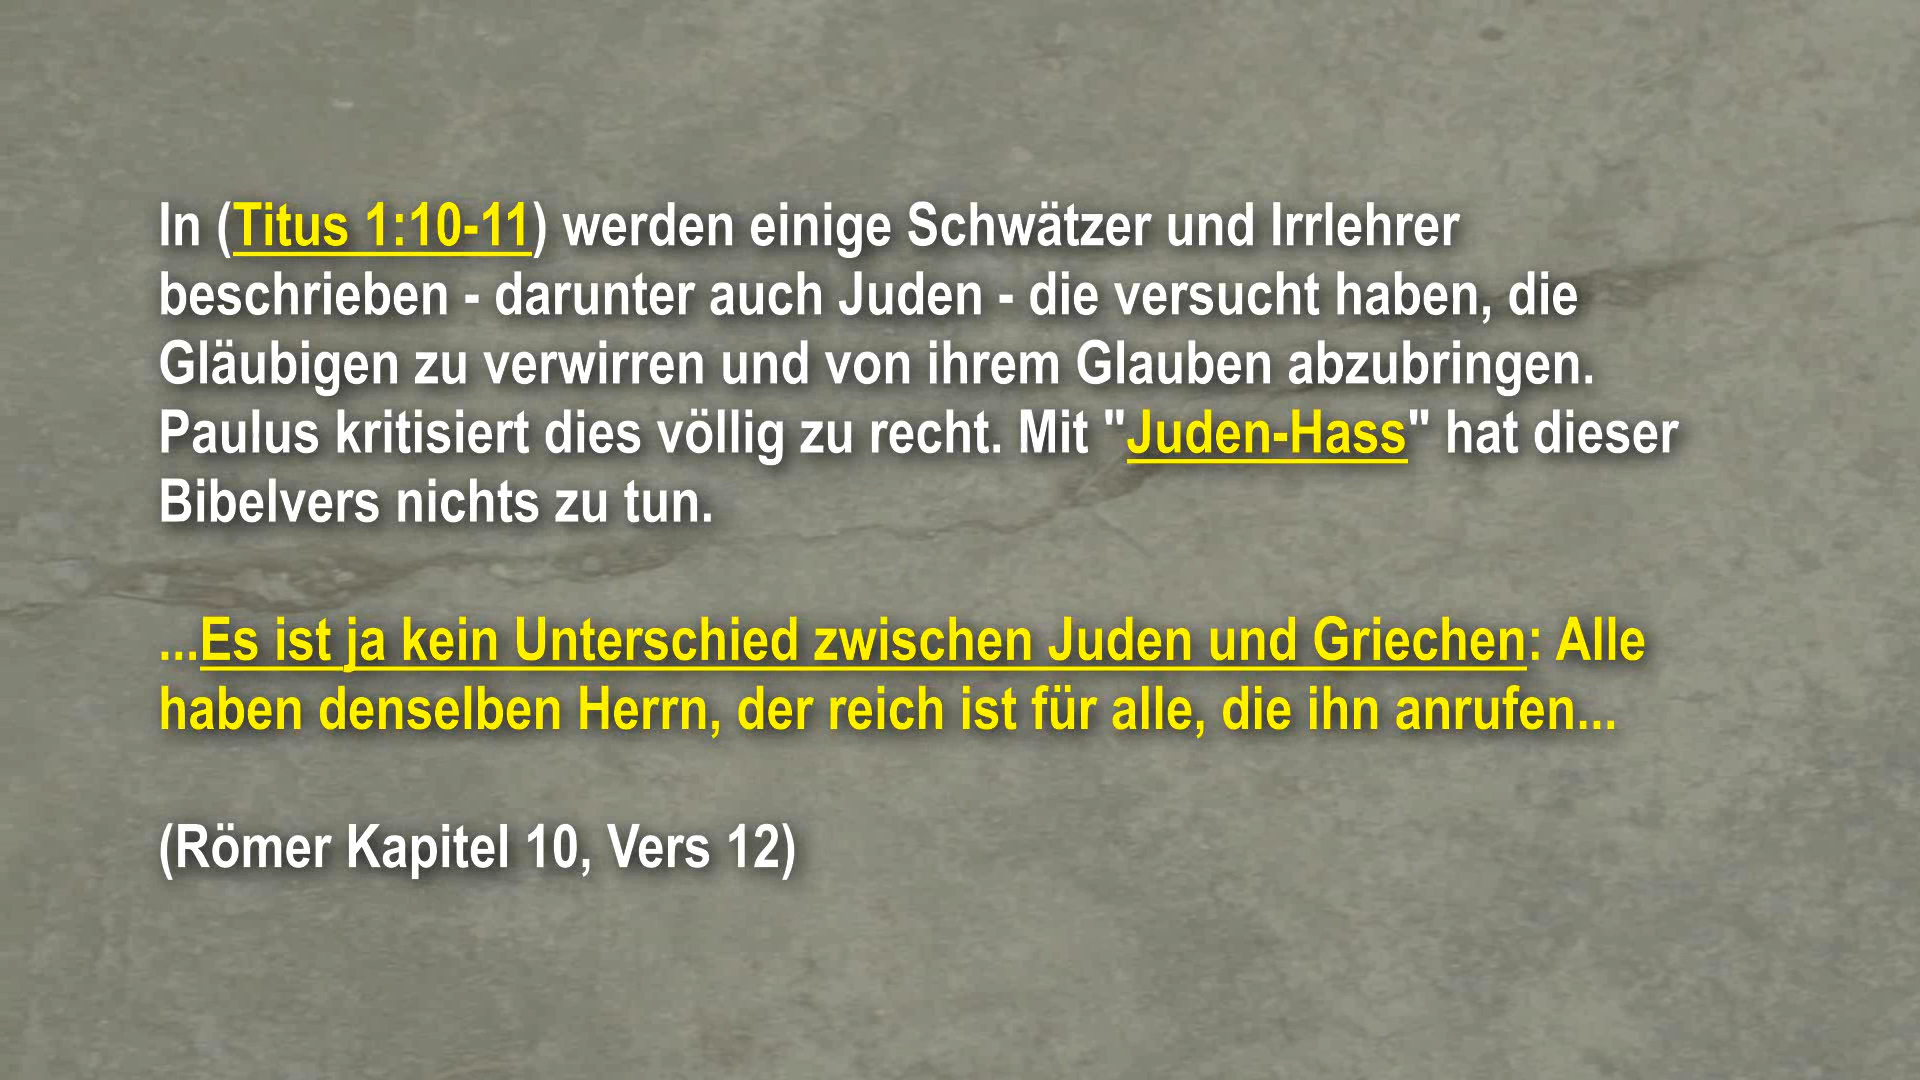 In (Titus 1:10-11) werden einige Schwätzer und Irrlehrer
beschrieben - darunter auch Juden - die versucht haben, die
Gläubigen zu verwirren und von ihrem Glauben abzubringen.
Paulus kritisiert dies völlig zu recht. Mit "Juden-Hass" hat dieser
Bibelvers nichts zu tun.
...Es ist ja kein Unterschied zwischen Juden und Griechen: Alle
haben denselben Herrn, der reich ist für alle, die ihn anrufen...
(Römer Kapitel 10, Vers 12)